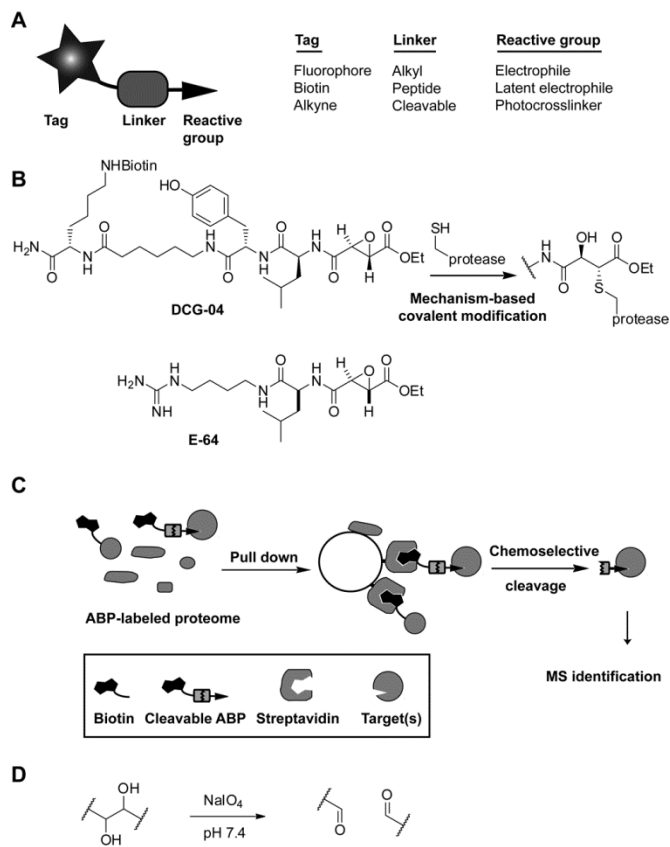 A
Tag Linker Reactive group
Fluorophore Alkyl Electrophile
Biotin Peptide Latent electrophile
Alkyne Cleavable Photocrosslinker
Tag Linker Reactive
group
B
NHBiotin
HO
H2N
O
N
H
O
H
N
O
N
H
O
H
N
O
H
O
H
CO2Et
DCG-04
SH
protease
Mechanism-based
covalent modification
H
N
O
OH
O
OEt
S
protease
H2N
H
N
NH
N
H
O
H
N
O
H
O
H
CO2Et
E-64
C
Pull down
Chemoselective
cleavage
ABP-labeled proteome
MS identification
Biotin Cleavable ABP Streptavidin Target(s)
D
OH
OH
NaIO4
pH 7.4
O
O